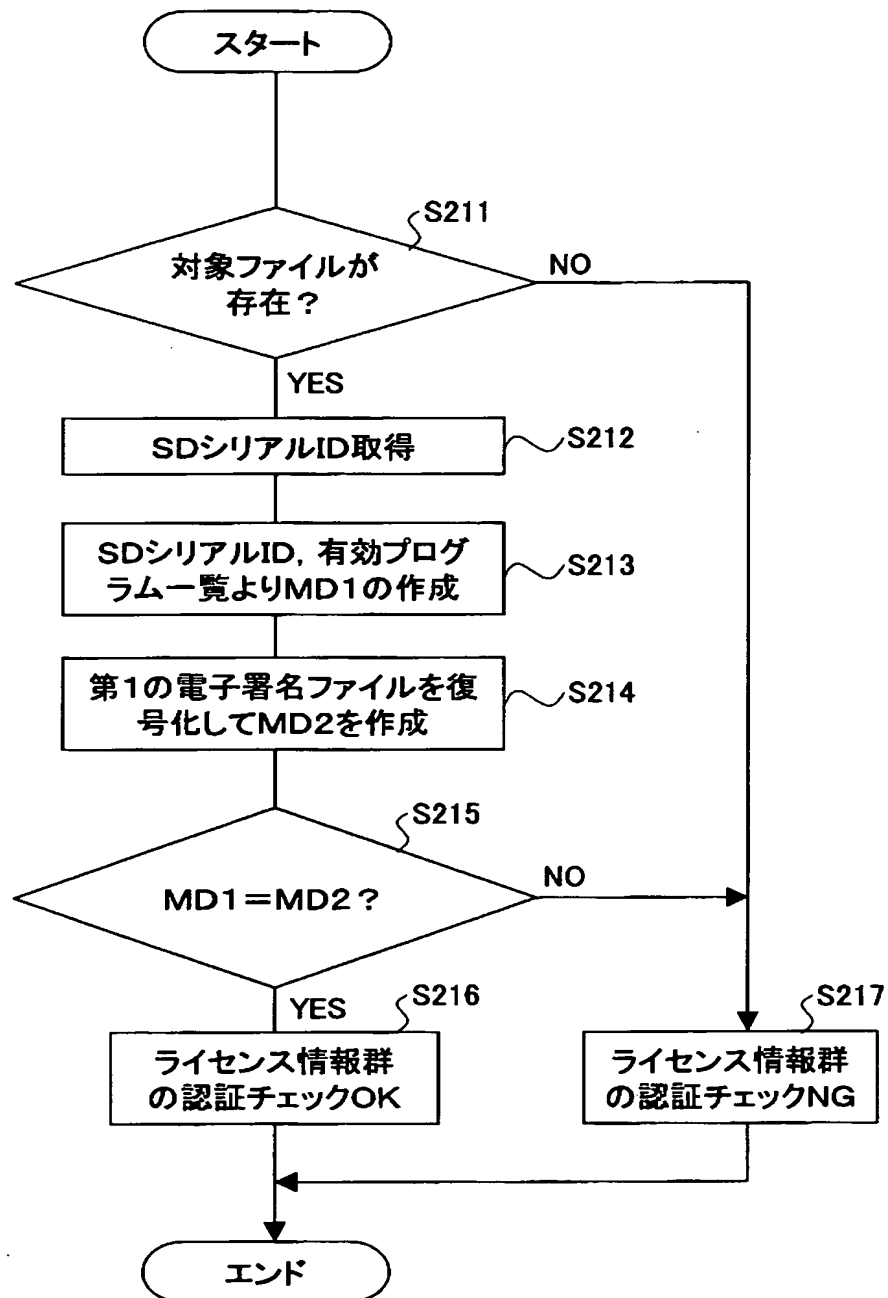 スタート
S211
対象ファイルが
存在？
NO
YES
SDシリアルID取得
S212
SDシリアルID，有効プログ
ラム一覧よりMD1の作成
S213
第1の電子署名ファイルを復
号化してMD2を作成
S214
S215
MD1＝MD2？
NO
YES
S216
S217
ライセンス情報群
の認証チェックOK
ライセンス情報群
の認証チェックNG
エンド